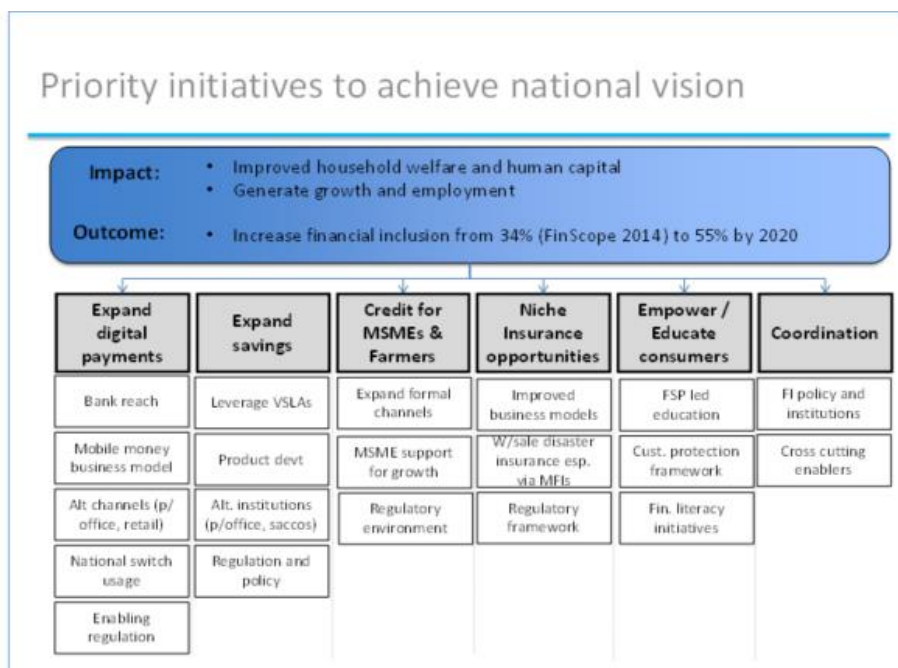 Priority initiatives to achieve national vision
Impact:
• Improved household welfare and human capital
• Generate growth and employment
Outcome:
• Increase financial inclusion from 34% (FinScope 2014) to 55% by 2020
Expand
digital
payments
Bank reach
Mobile money
business model
Alt channels (p/
office, retail)
National switch
usage
Enabling
regulation
Expand
savings
Leverage VSLAs
Product devt
Alt. institutions
(p/office, saccos)
Regulation and
policy
Credit for
MSMEs &
Farmers
Expand formal
channels
MSME support
for growth
Regulatory
environment
Niche
Insurance
opportunities
Improved
business models
W/sale disaster
insurance esp.
via MFIs
Regulatory
framework
Empower /
Educate
consumers
FSP led
education
Cust. protection
framework
Fin. literacy
initiatives
Coordination
FI policy and
institutions
Cross cutting
enablers